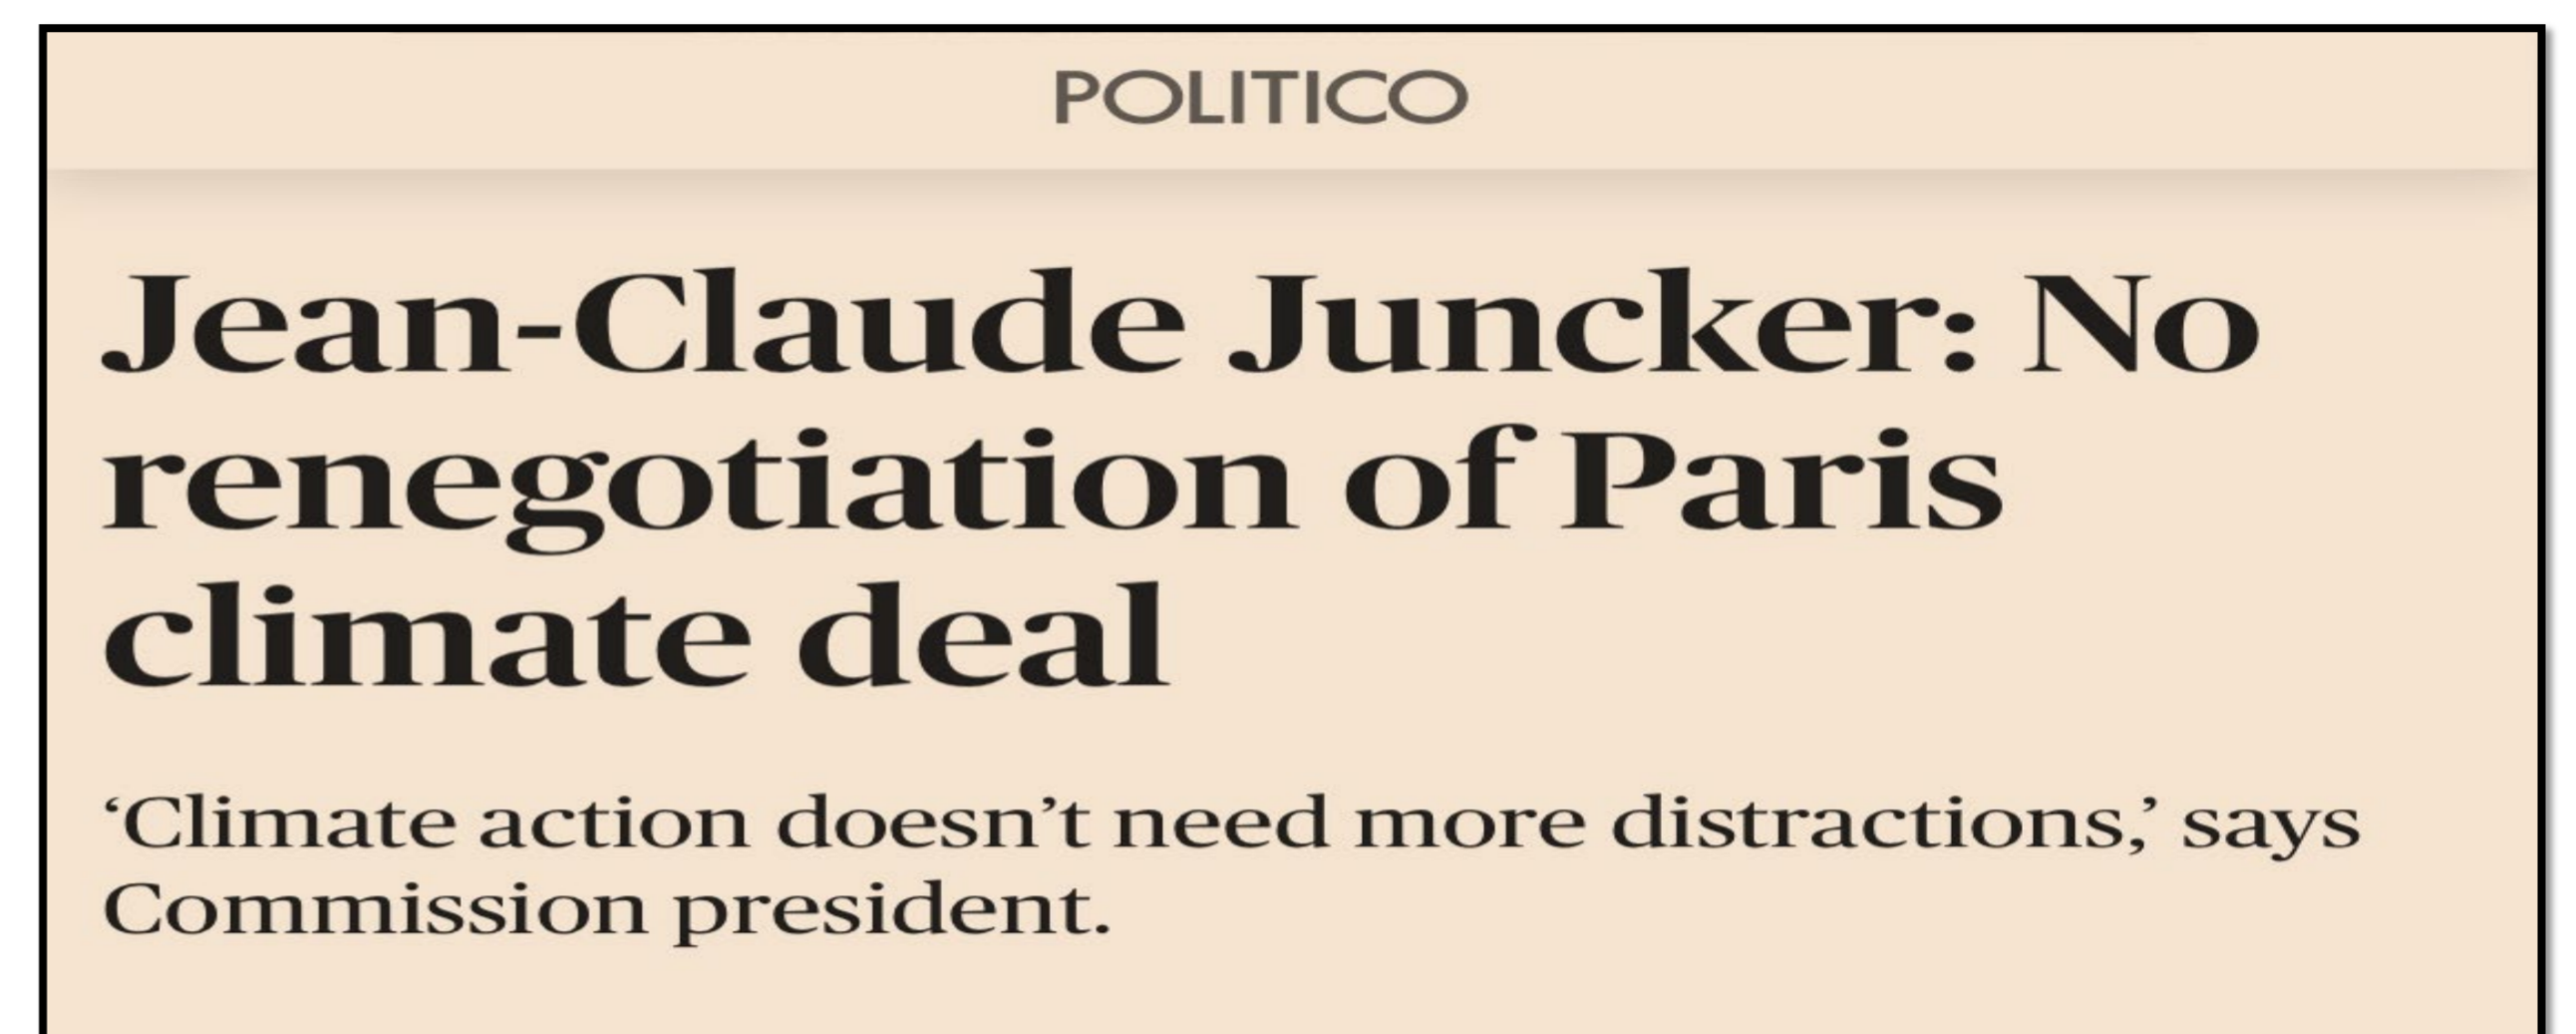 POLITICO
Jean-Claude Juncker: No
renegotiation of Paris
climate deal
‘Climate action doesn’t need more distractions,’ says
Commission president.